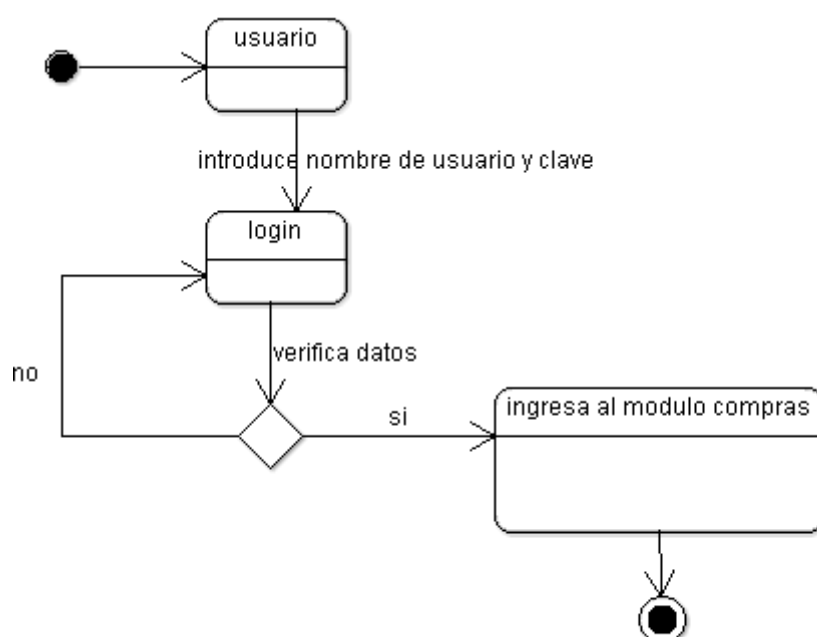 usuario
introduce nombre de usuario y clave
login
verifica datos
no
si
ingresa al modulo compras